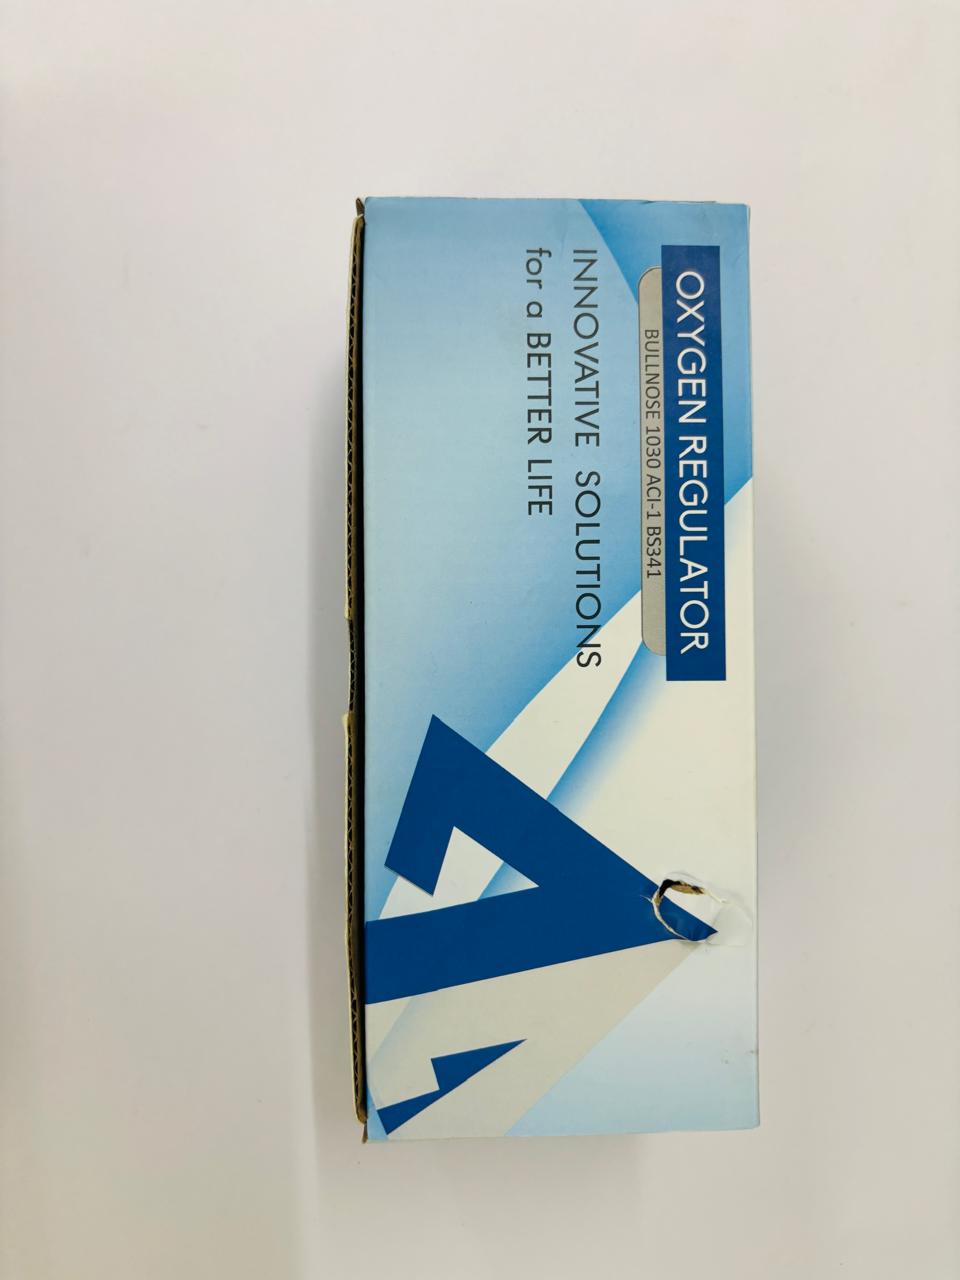 OXYGEN REGULATOR
BULLNOSE 1030 ACI-1 BS341
INNOVATIVE SOLUTIONS
for a BETTER LIFE